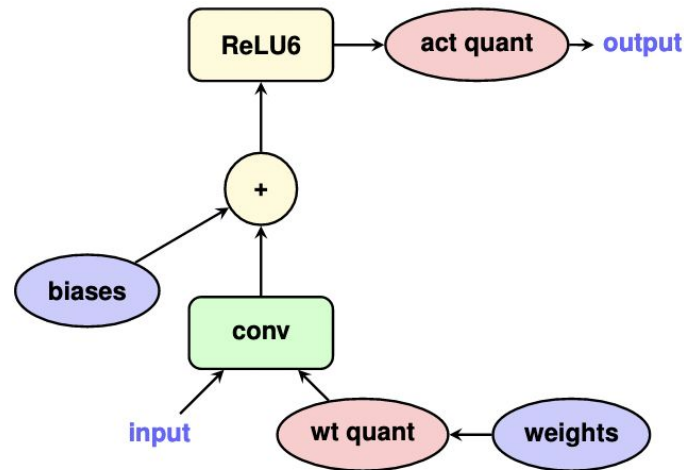 ReLU6
act quant
output
+
biases
conv
input
wt quant
weights